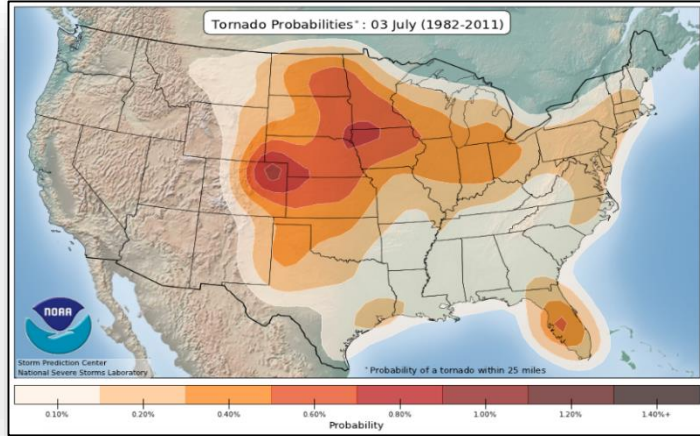 Tornado Probabilities*: 03 July (1982-2011)
NOAA
Storm Prediction Center
National Severe Storms Laboratory
*Probability of a tornado within 25 miles
0.10% 0.20% 0.40% 0.60% 0.80% 1.00% 1.20% 1.40%+
Probability